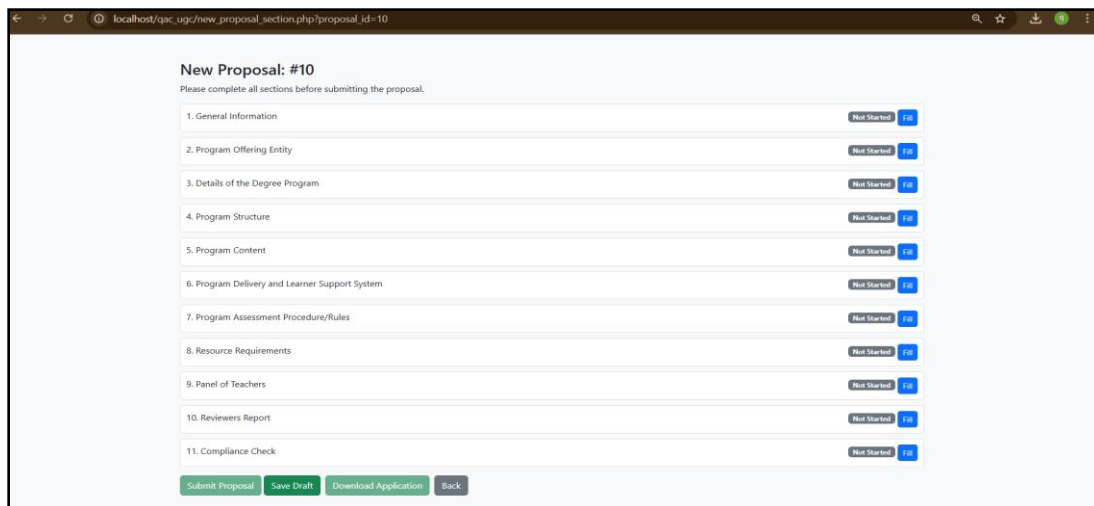 localhost/qac_ugc/new_proposal_section.php?proposal_id=10
q
New Proposal: #10
Please complete all sections before submitting the proposal.
1. General Information Not Started Fill
2. Program Offering Entity Not Started Fill
3. Details of the Degree Program Not Started Fill
4. Program Structure Not Started Fill
5. Program Content Not Started Fill
6. Program Delivery and Learner Support System Not Started Fill
7. Program Assessment Procedure/Rules Not Started Fill
8. Resource Requirements Not Started Fill
9. Panel of Teachers Not Started Fill
10. Reviewers Report Not Started Fill
11. Compliance Check Not Started Fill
Submit Proposal Save Draft Download Application Back